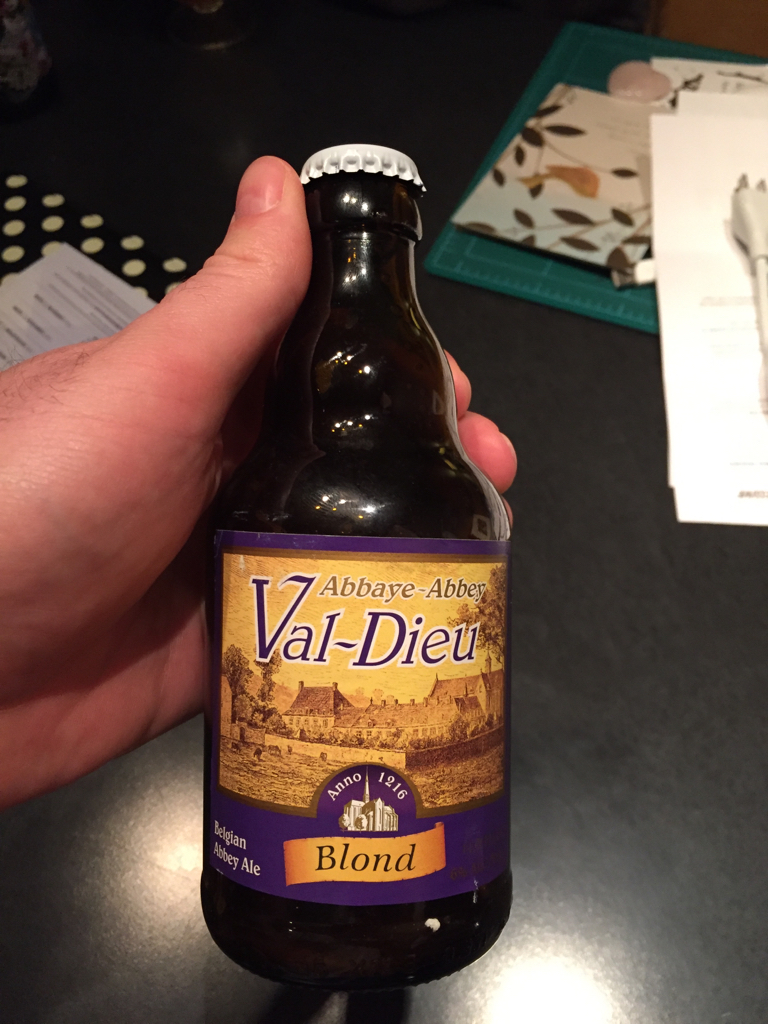 Abbaye-Abbey
Val-Dieu
Anno 1216
Belgian
Abbey Ale
Blond